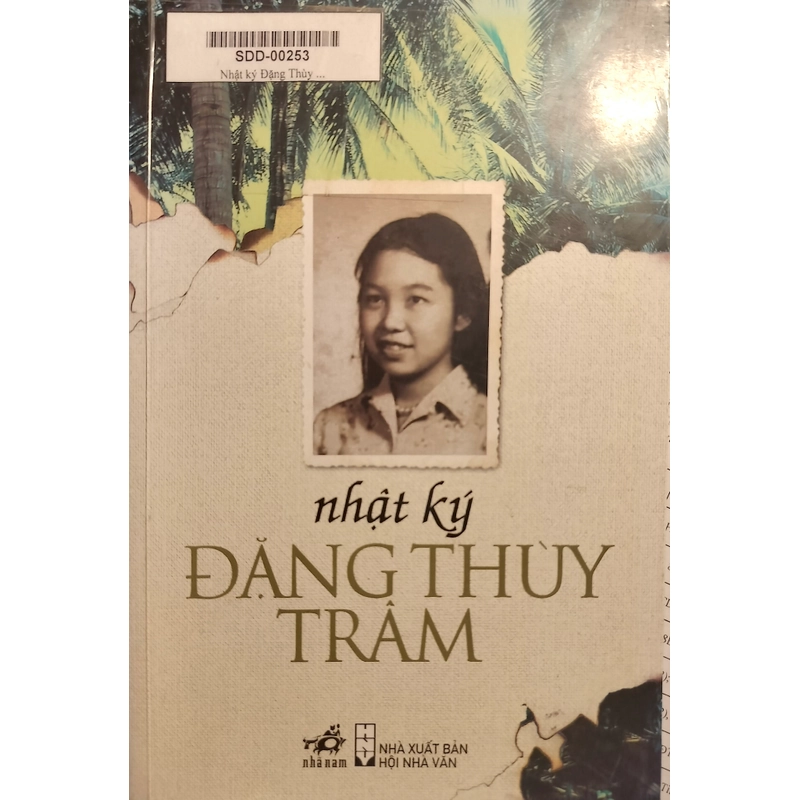 SDD-00253
Nhật ký Đặng Thùy ...
nhật ký
ĐẶNG THÙY
TRÂM
nhã nam
NHÀ XUẤT BẢN
HỘI NHÀ VĂN